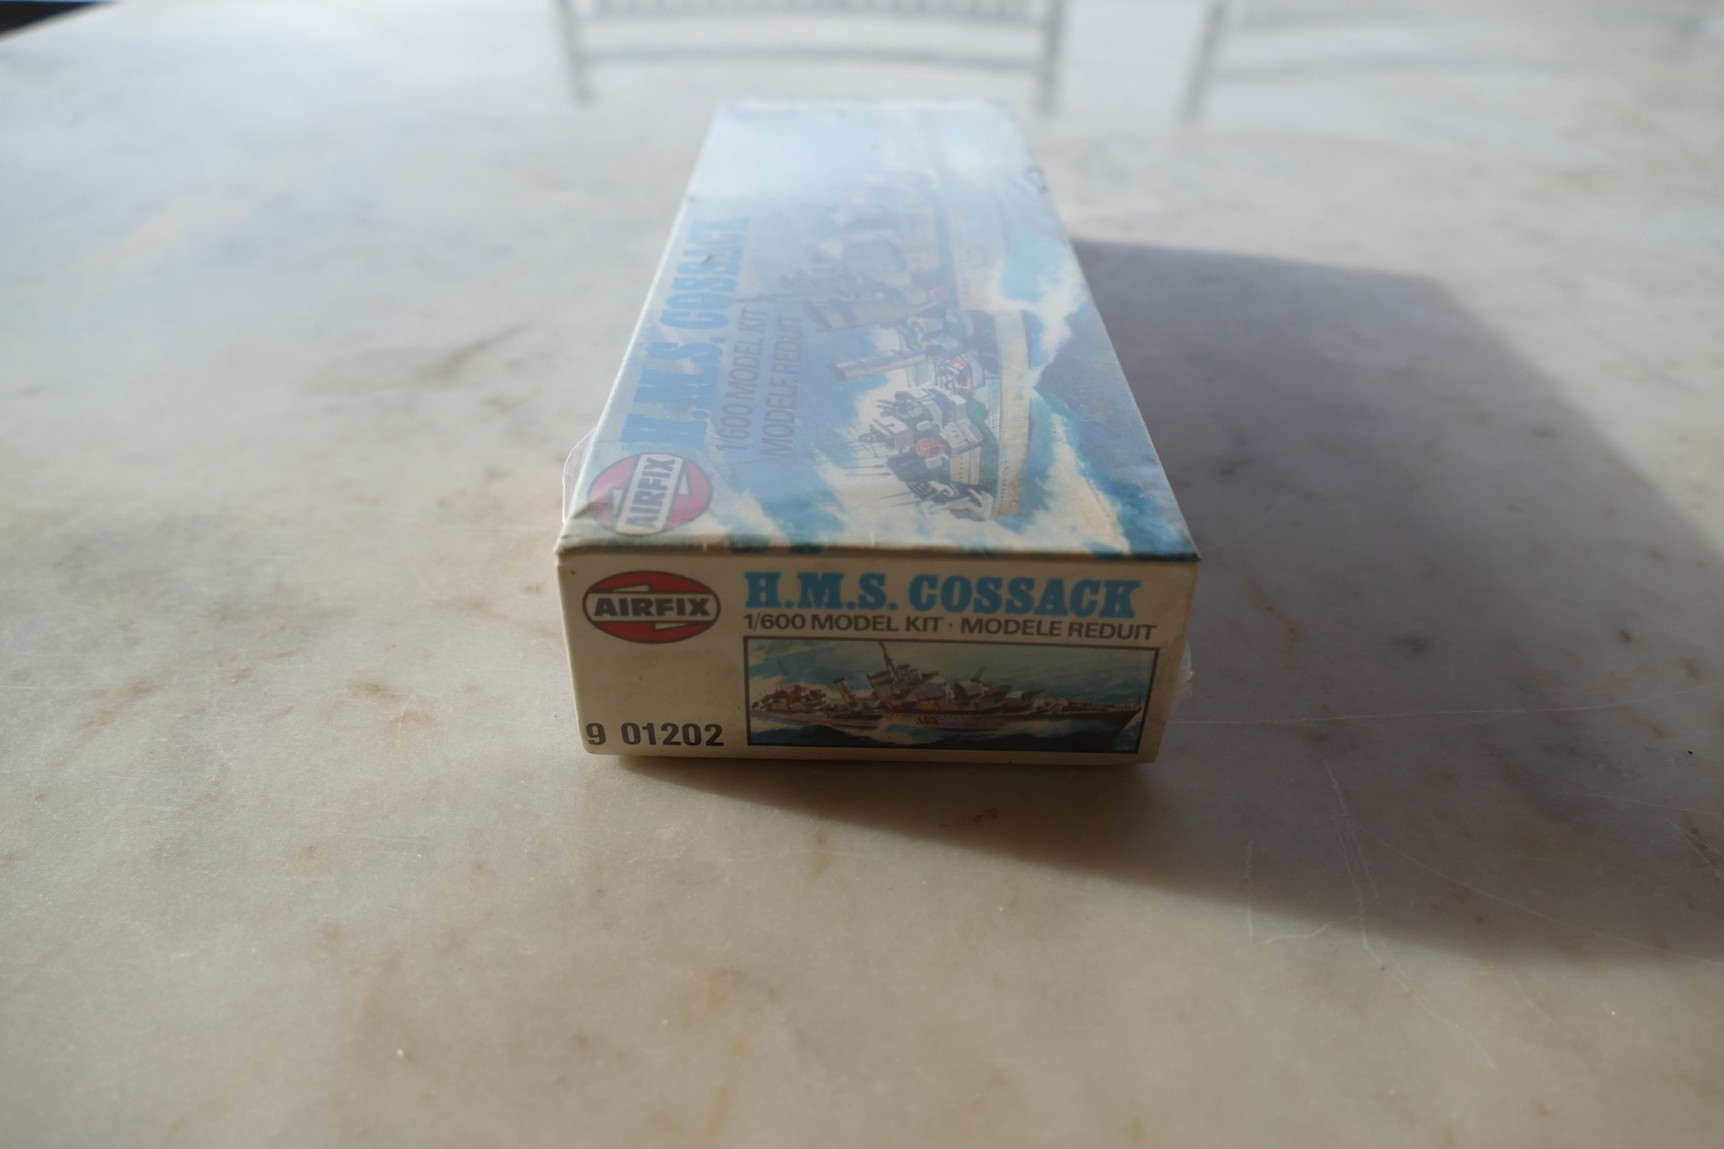 H.M.S. COSSACK
1/600 MODEL KIT
MODELE REDUIT
AIRFIX
AIRFIX
H.M.S. COSSACK
1/600 MODEL KIT · MODELE REDUIT
9 01202